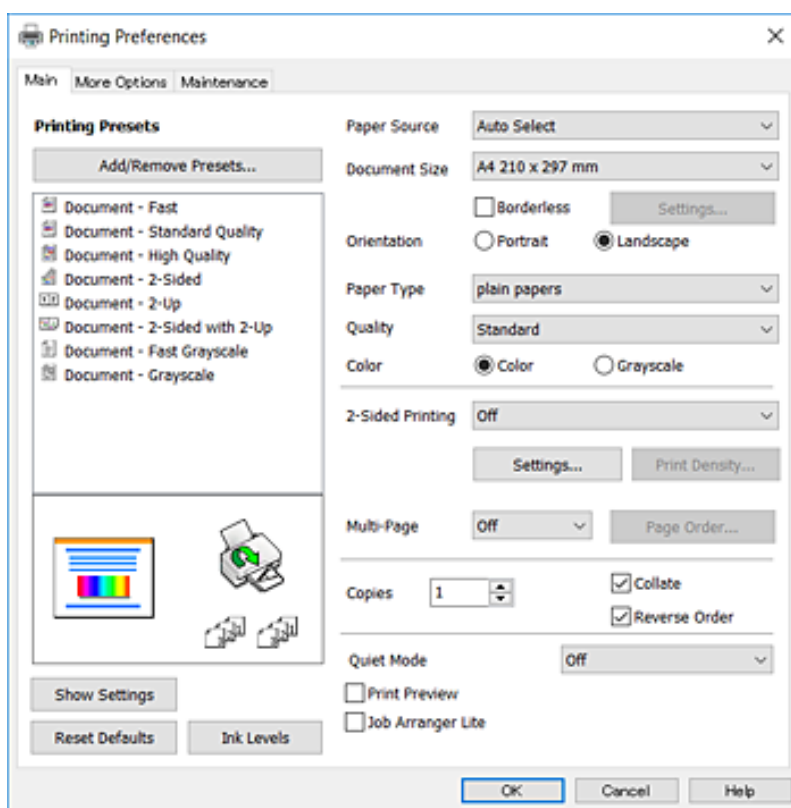 Printing Preferences
Main More Options Maintenance
Printing Presets
Add/Remove Presets...
Document - Fast
Document - Standard Quality
Document - High Quality
Document - 2-Sided
Document - 2-Up
Document - 2-Sided with 2-Up
Document - Fast Grayscale
Document - Grayscale
Show Settings
Reset Defaults Ink Levels
Paper Source Auto Select
Document Size A4 210 x 297 mm
Borderless Settings...
Orientation Portrait Landscape
Paper Type plain papers
Quality Standard
Color Color Grayscale
2-Sided Printing Off
Settings... Print Density...
Multi-Page Off Page Order...
Copies 1 Collate
Reverse Order
Quiet Mode Off
Print Preview
Job Arranger Lite
OK Cancel Help